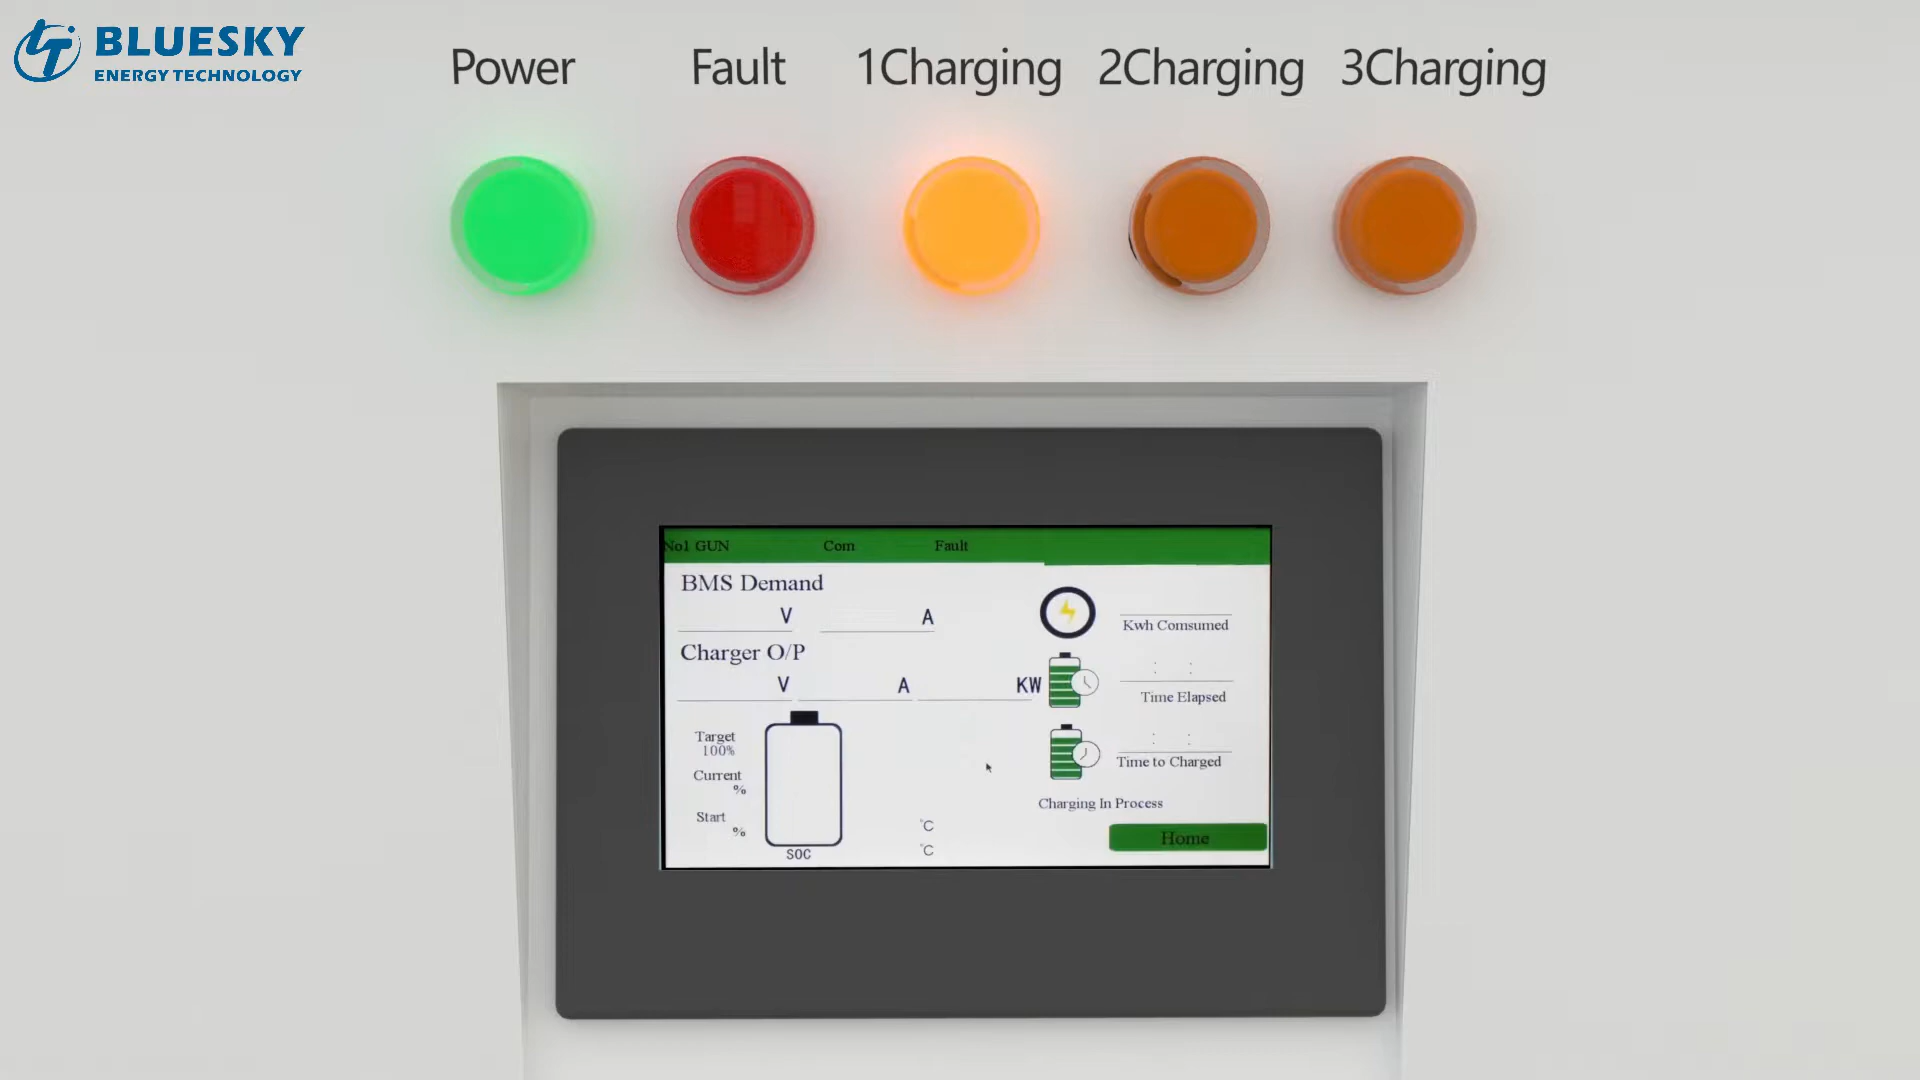 BLUESKY
ENERGY TECHNOLOGY
Power
Fault
1Charging
2Charging
3Charging
No1 GUN
Com
Fault
BMS Demand
V
A
Charger O/P
V
A
KW
Target
100%
Current
%
Start
%
SOC
°C
°C
Kwh Comsumed
: :
Time Elapsed
: :
Time to Charged
Charging In Process
Home